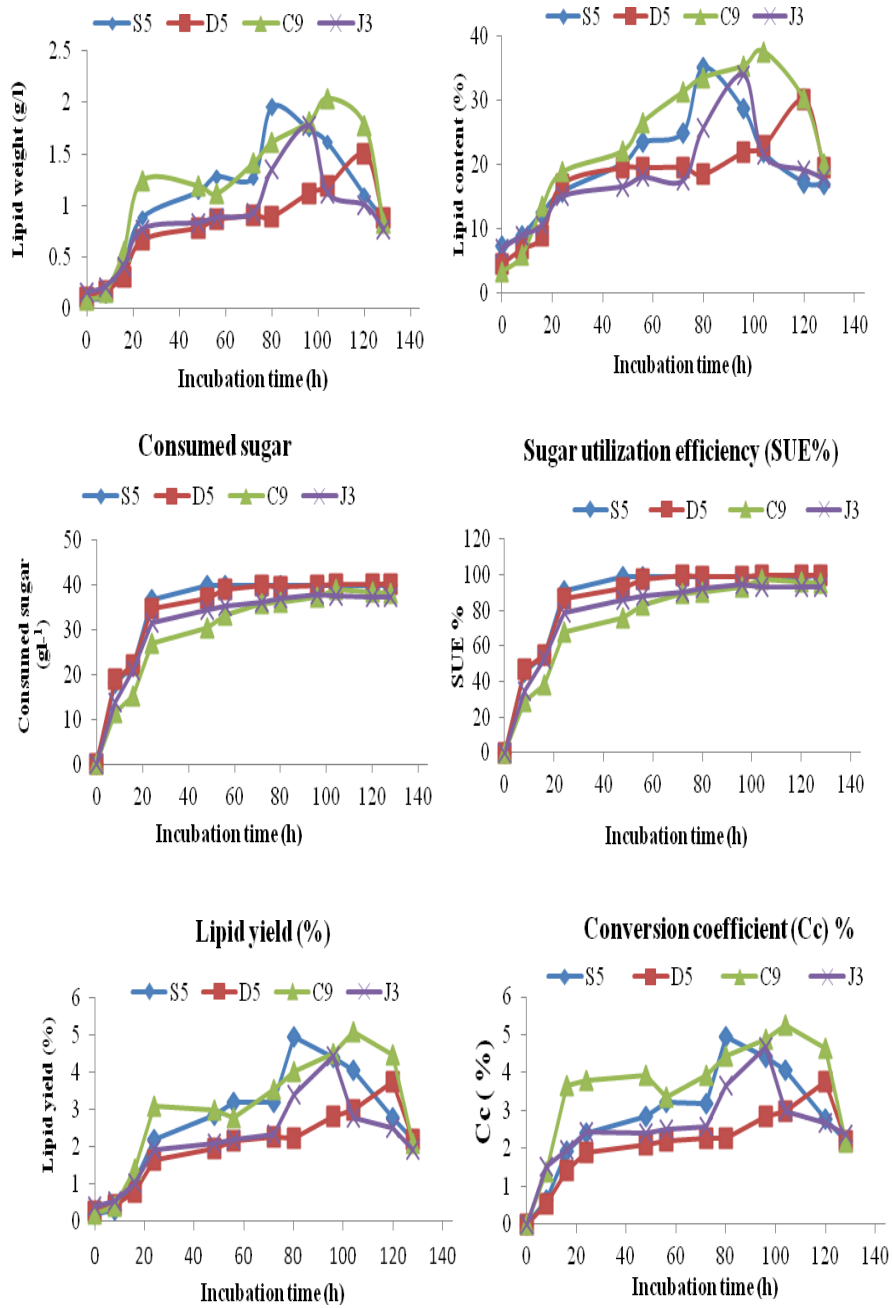 S5 D5 C9 J3
Lipid weight (g/l)
2.5
2
1.5
1
0.5
0
0 20 40 60 80 100 120 140
Incubation time (h)
S5 D5 C9 J3
Lipid content (%)
40
30
20
10
0
0 20 40 60 80 100 120 140
Incubation time (h)
Consumed sugar
S5 D5 C9 J3
Consumed sugar
(gl-1)
50
40
30
20
10
0
0 20 40 60 80 100 120 140
Incubation time (h)
Sugar utilization efficiency (SUE%)
S5 D5 C9 J3
SUE %
120
100
80
60
40
20
0
0 20 40 60 80 100 120 140
Incubation time (h)
Lipid yield (%)
S5 D5 C9 J3
Lipid yield (%)
6
5
4
3
2
1
0
0 20 40 60 80 100 120 140
Incubation time (h)
Conversion coefficient (Cc) %
S5 D5 C9 J3
Cc ( %)
6
5
4
3
2
1
0
0 20 40 60 80 100 120 140
Incubation time (h)